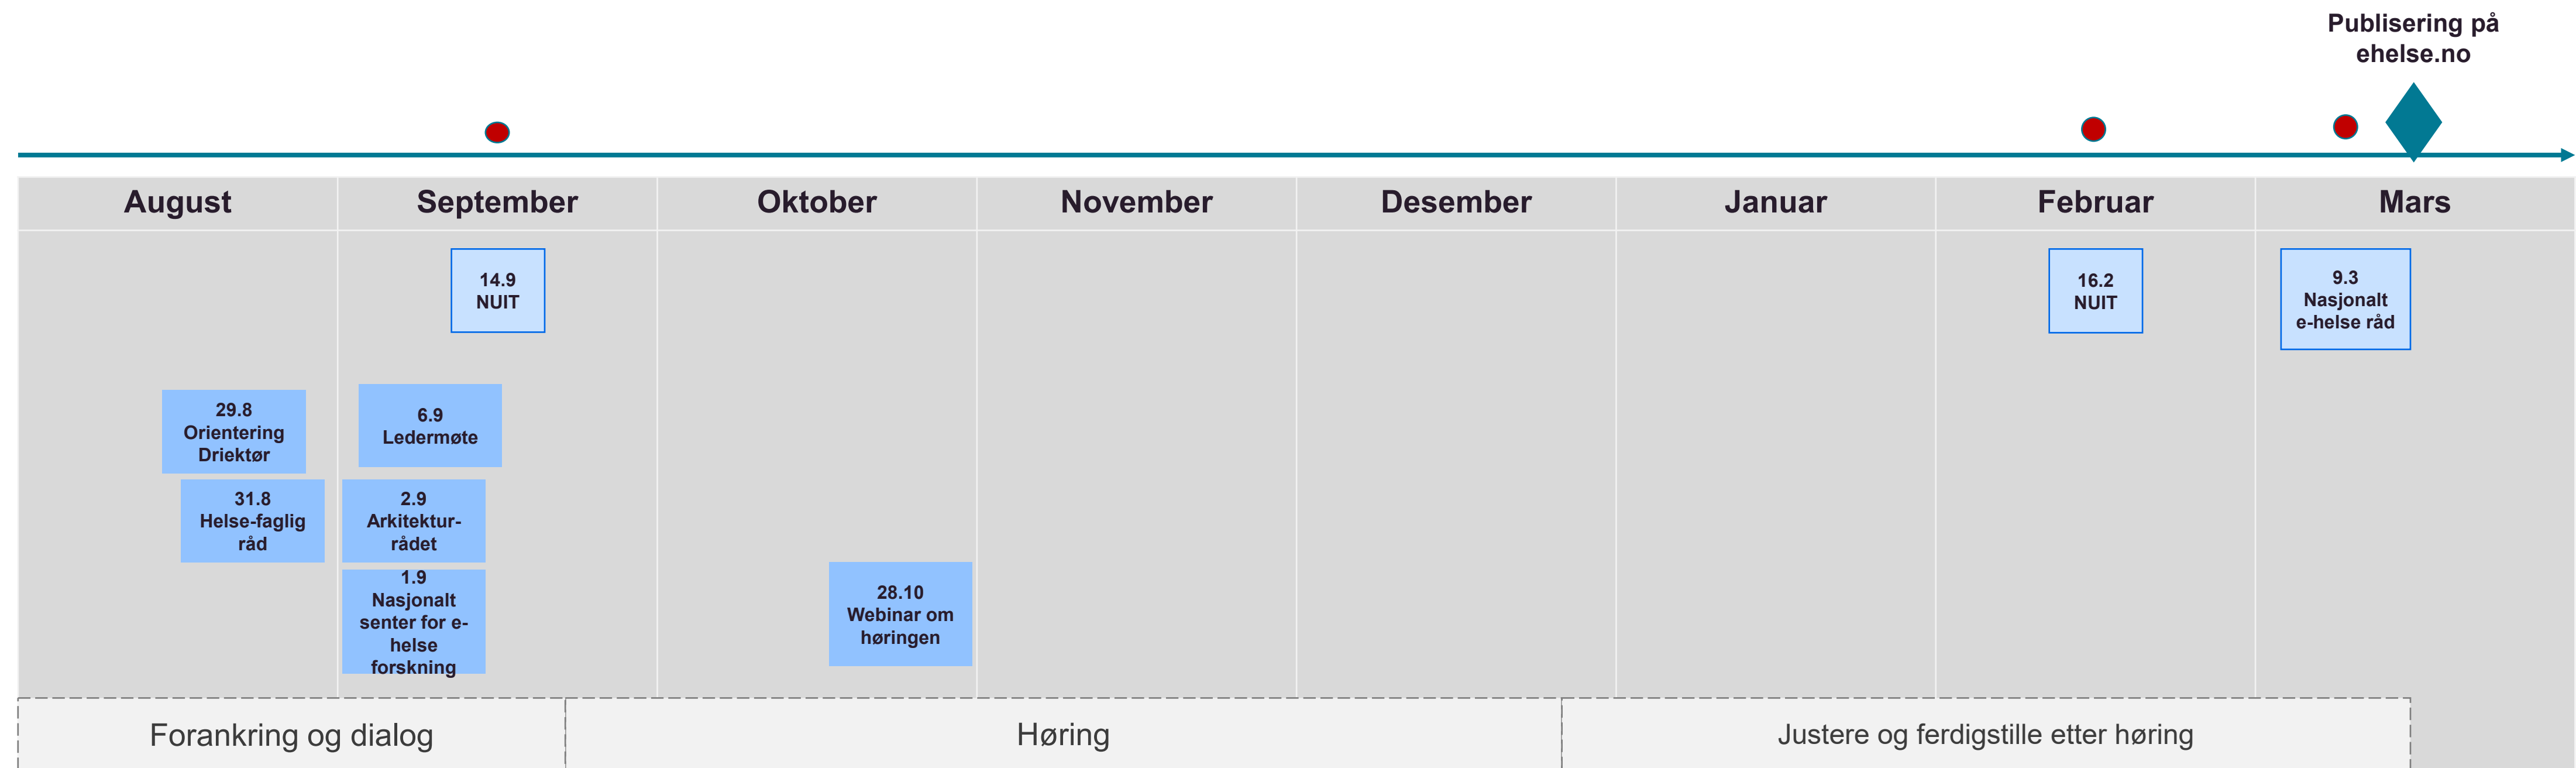 Publisering på
ehelse.no
August
September
Oktober
November
Desember
Januar
Februar
Mars
14.9
NUIT
16.2
NUIT
9.3
Nasjonalt
e-helse råd
29.8
Orientering
Driektør
6.9
Ledermøte
31.8
Helse-faglig
råd
2.9
Arkitektur-
rådet
1.9
Nasjonalt
senter for e-
helse
forskning
28.10
Webinar om
høringen
Forankring og dialog
Høring
Justere og ferdigstille etter høring